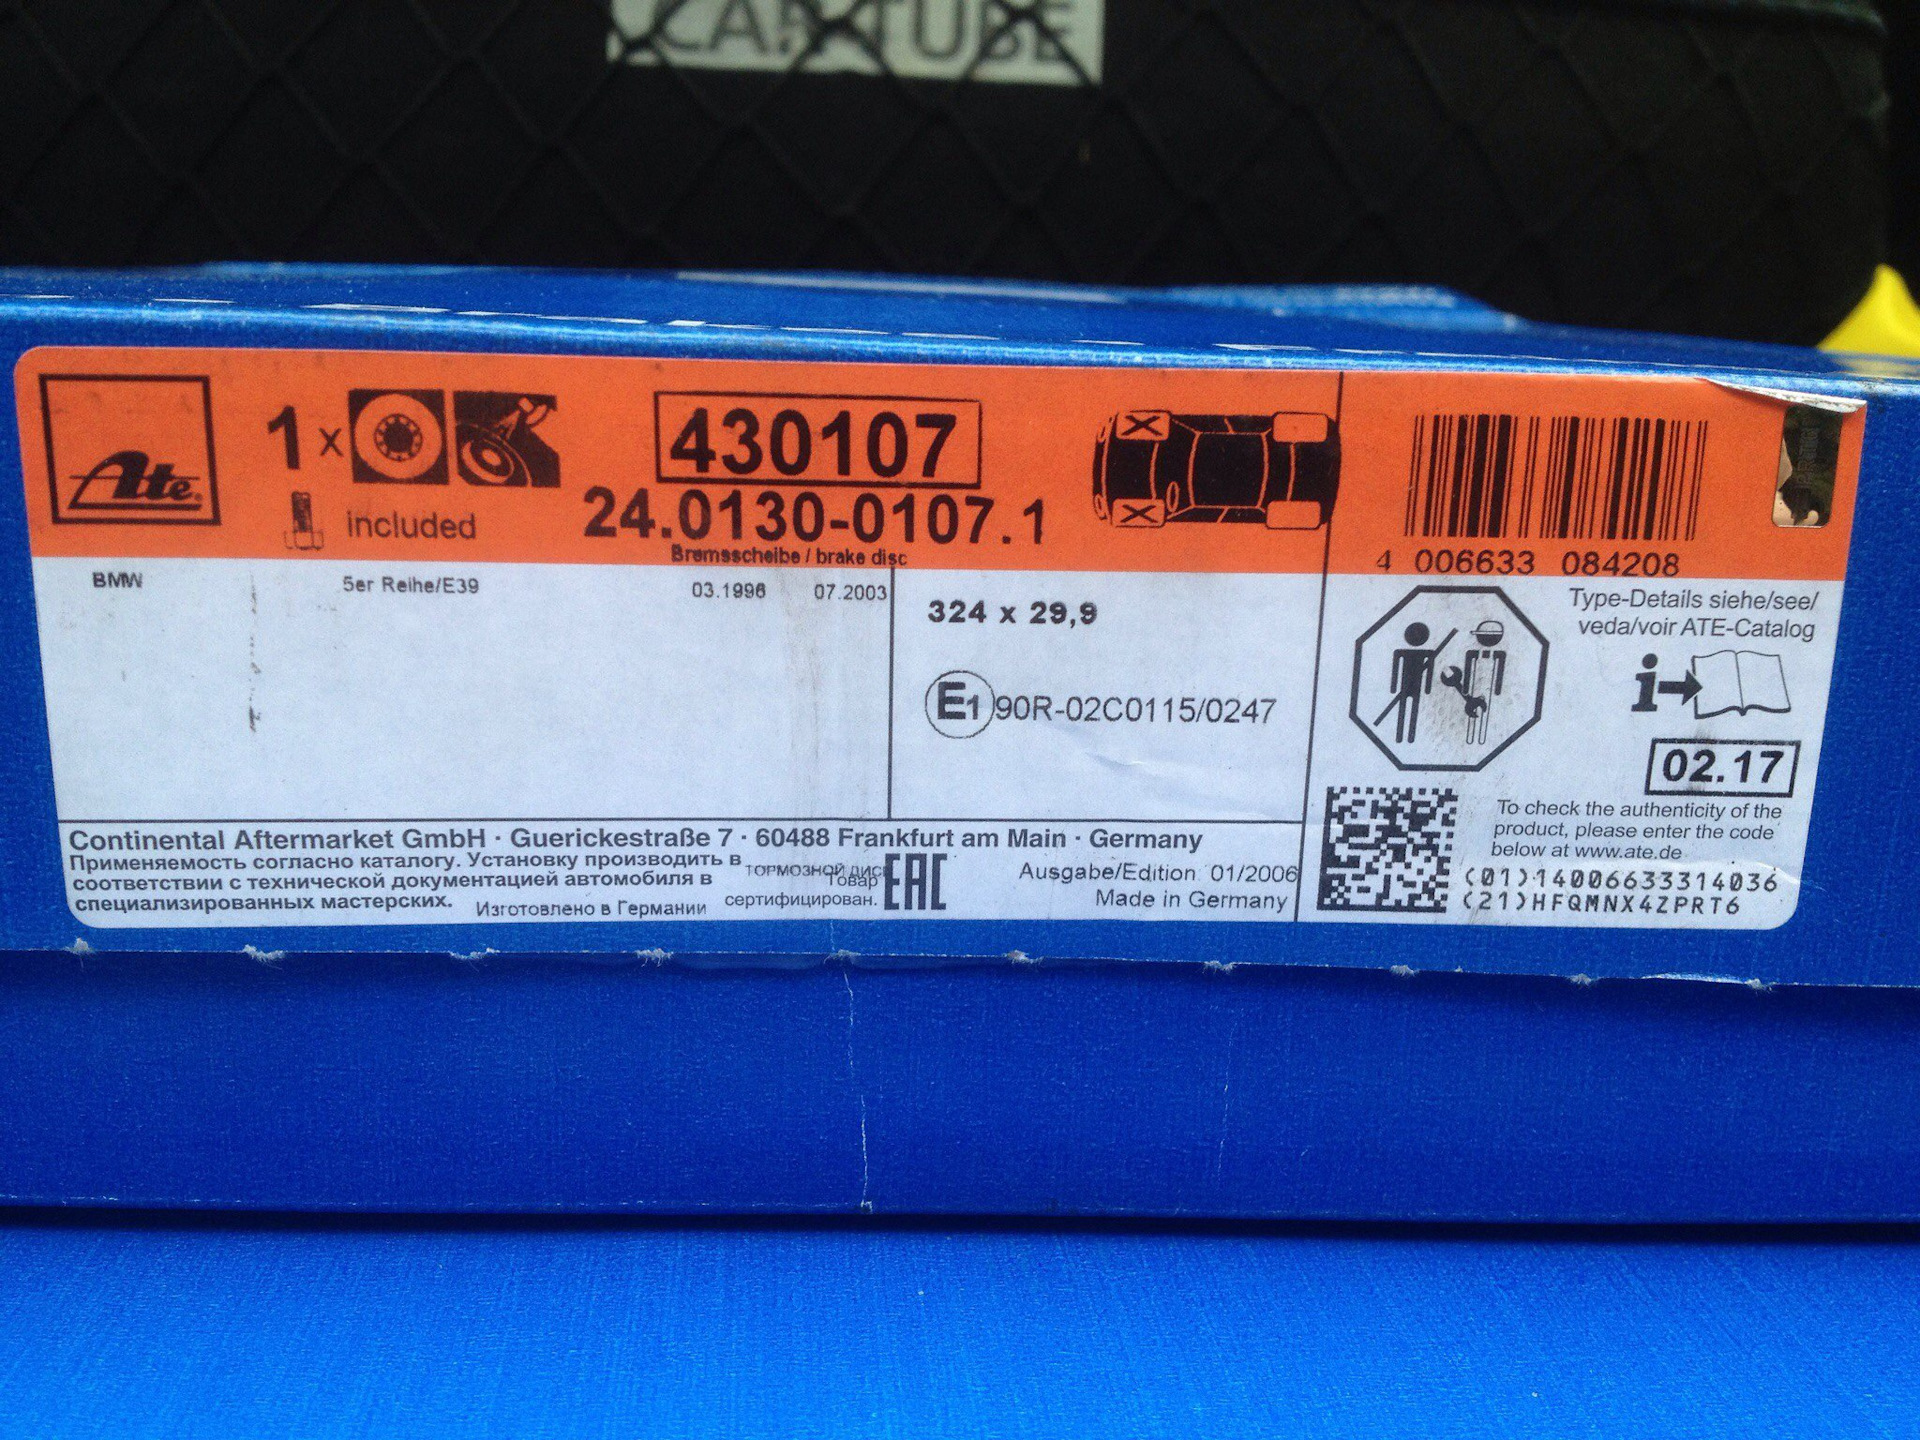 CAR TUBE
Ate
1 x
included
430107
24.0130-0107.1
Bremsscheibe / brake disc
4 006633 084208
BMW 5er Reihe/E39 03.1996 07.2003
324 x 29,9
E1 90R-02C0115/0247
Type-Details siehe/see/
veda/voir ATE-Catalog
i
02.17
To check the authenticity of the
product, please enter the code
below at www.ate.de
(01)14006633314036
(21)HFQMNX4ZPRT6
Continental Aftermarket GmbH · Guerickestraße 7 · 60488 Frankfurt am Main · Germany
Применяемость согласно каталогу. Установку производить в
соответствии с технической документацией автомобиля в
специализированных мастерских.
Изготовлено в Германии
ТОРМОЗНОЙ ДИСК
Товар
сертифицирован.
EAC
Ausgabe/Edition 01/2006
Made in Germany